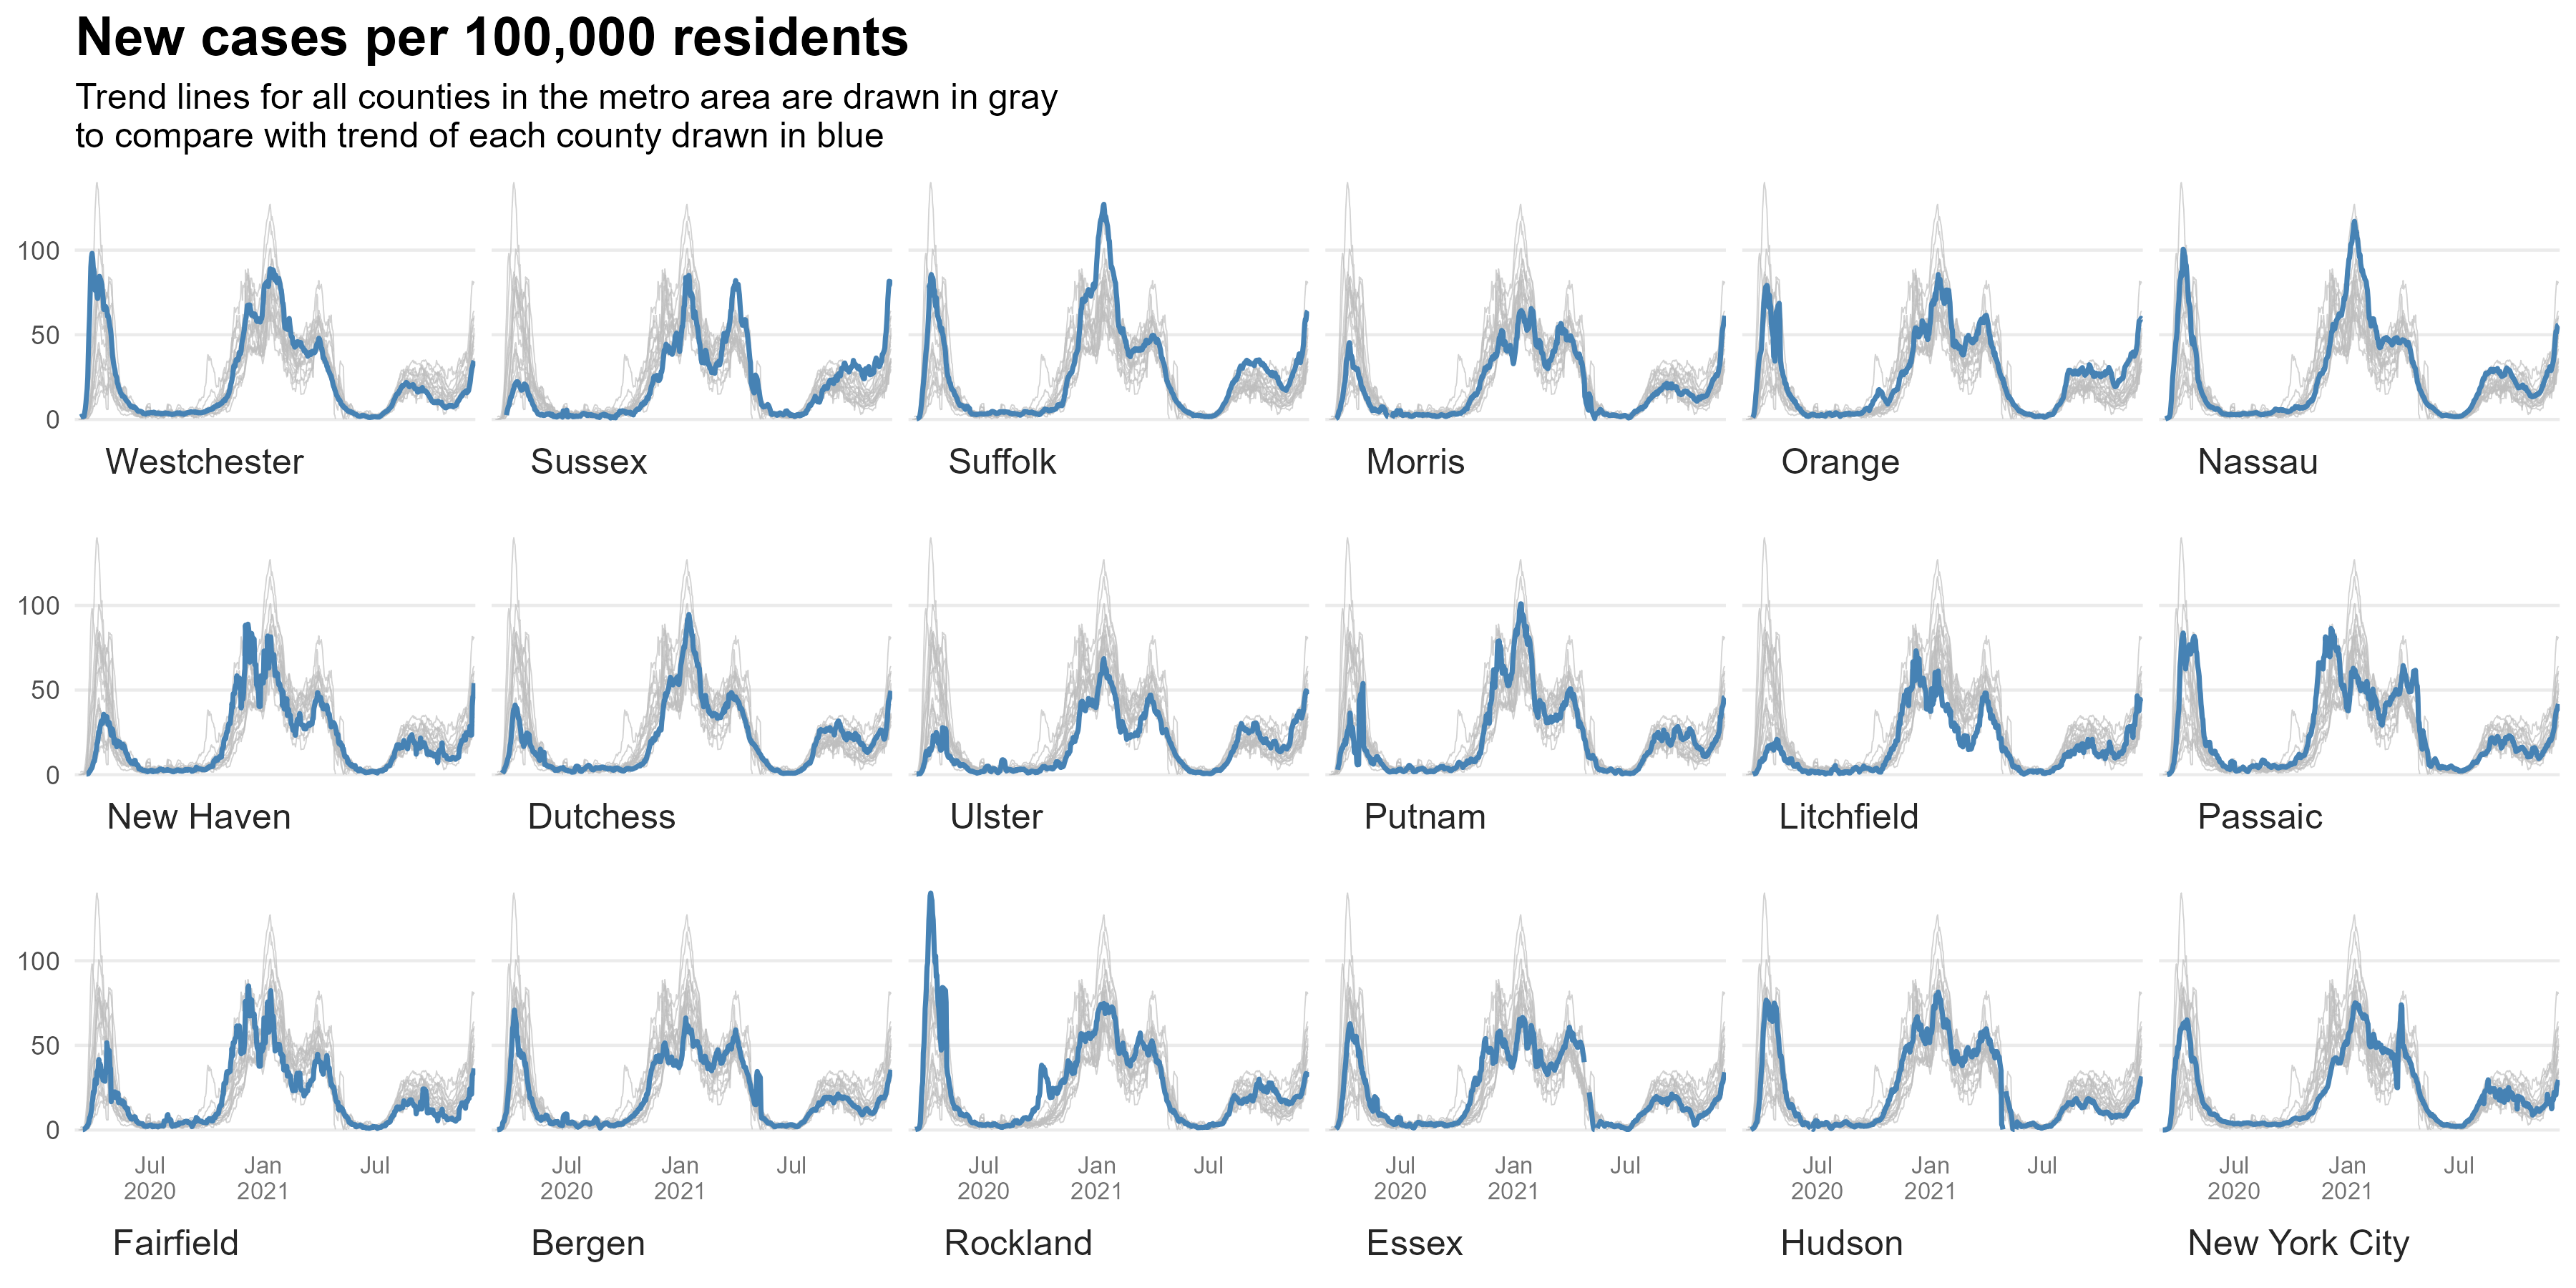 New cases per 100,000 residents
Trend lines for all counties in the metro area are drawn in gray
to compare with trend of each county drawn in blue
100
50
0
Westchester Sussex Suffolk Morris Orange Nassau
100
50
0
New Haven Dutchess Ulster Putnam Litchfield Passaic
100
50
0
Jul Jan Jul Jul Jan Jul Jul Jan Jul Jul Jan Jul Jul Jan Jul Jul Jan Jul
2020 2021 2020 2021 2020 2021 2020 2021 2020 2021 2020 2021
Fairfield Bergen Rockland Essex Hudson New York City